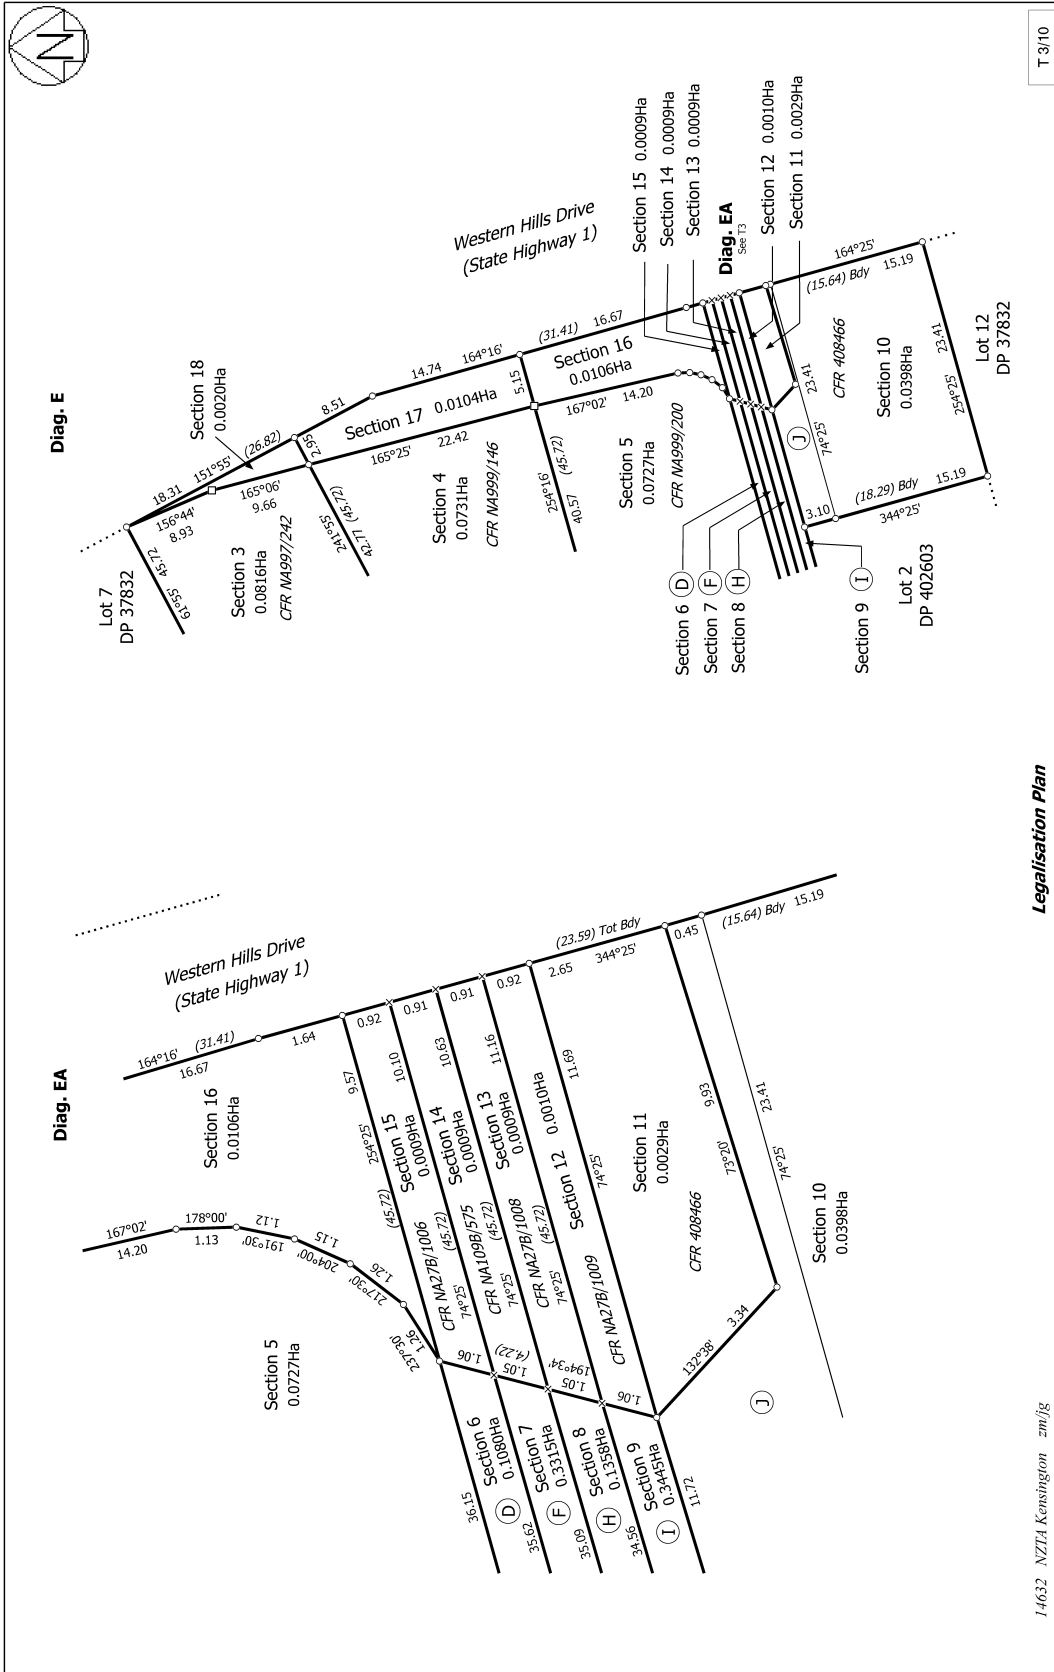 N
T 3/10
Diag. E
Lot 7
DP 37832
61°55' 45.72
18.31 151°55' (26.82)
156°44'
8.93
165°06'
9.66
Section 18
0.0020Ha
Section 3
0.0816Ha
CFR NA997/242
241°55'
42.77 (45.72)
2.95
8.51
14.74 164°16' (31.41) 16.67
Western Hills Drive
(State Highway 1)
Section 17 0.0104Ha
165°25' 22.42
Section 4
0.0731Ha
CFR NA999/146
254°16'
40.57 (45.72)
5.15
Section 16
0.0106Ha
167°02' 14.20
Section 5
0.0727Ha
CFR NA999/200
Section 15 0.0009Ha
Section 14 0.0009Ha
Section 13 0.0009Ha
Diag. EA
See T3
Section 12 0.0010Ha
Section 11 0.0029Ha
Section 6 D
Section 7 F
Section 8 H
Section 9 I
J
3.10
74°25' 23.41
CFR 408466
(15.64) Bdy
164°25'
15.19
Section 10
0.0398Ha
(18.29) Bdy
344°25'
15.19
254°25' 23.41
Lot 2
DP 402603
Lot 12
DP 37832
Diag. EA
Western Hills Drive
(State Highway 1)
164°16' (31.41)
16.67
1.64
Section 16
0.0106Ha
167°02'
14.20
178°00'
1.13
191°30'
1.12
204°00'
1.15
217°30'
1.26
237°30'
1.26
Section 5
0.0727Ha
36.15
(45.72) 254°25' 9.57
0.92
Section 15
0.0009Ha
CFR NA27B/1006
1.06
Section 6
0.1080Ha
D
35.62
74°25' (45.72) 10.10
0.91
Section 14
0.0009Ha
CFR NA109B/575
1.05
(4.22)
Section 7
0.3315Ha
F
35.09
74°25' (45.72) 10.63
0.91
Section 13
0.0009Ha
CFR NA27B/1008
1.05
194°34'
Section 8
0.1358Ha
H
34.56
74°25' (45.72) 11.16
0.92
Section 12 0.0010Ha
CFR NA27B/1009
1.06
Section 9
0.3445Ha
I
11.72
74°25' 11.69
2.65
(23.59) Tot Bdy
344°25'
Section 11
0.0029Ha
CFR 408466
132°38' 3.34
73°20' 9.93
0.45
(15.64) Bdy 15.19
74°25' 23.41
J
Section 10
0.0398Ha
Legalisation Plan
14632 NZTA Kensington zm/jg